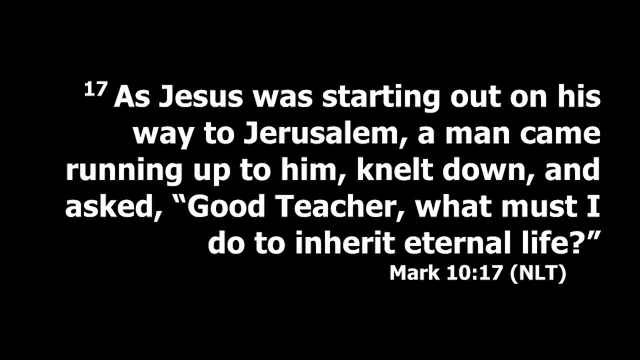 17 As Jesus was starting out on his
way to Jerusalem, a man came
running up to him, knelt down, and
asked, “Good Teacher, what must I
do to inherit eternal life?”
Mark 10:17 (NLT)